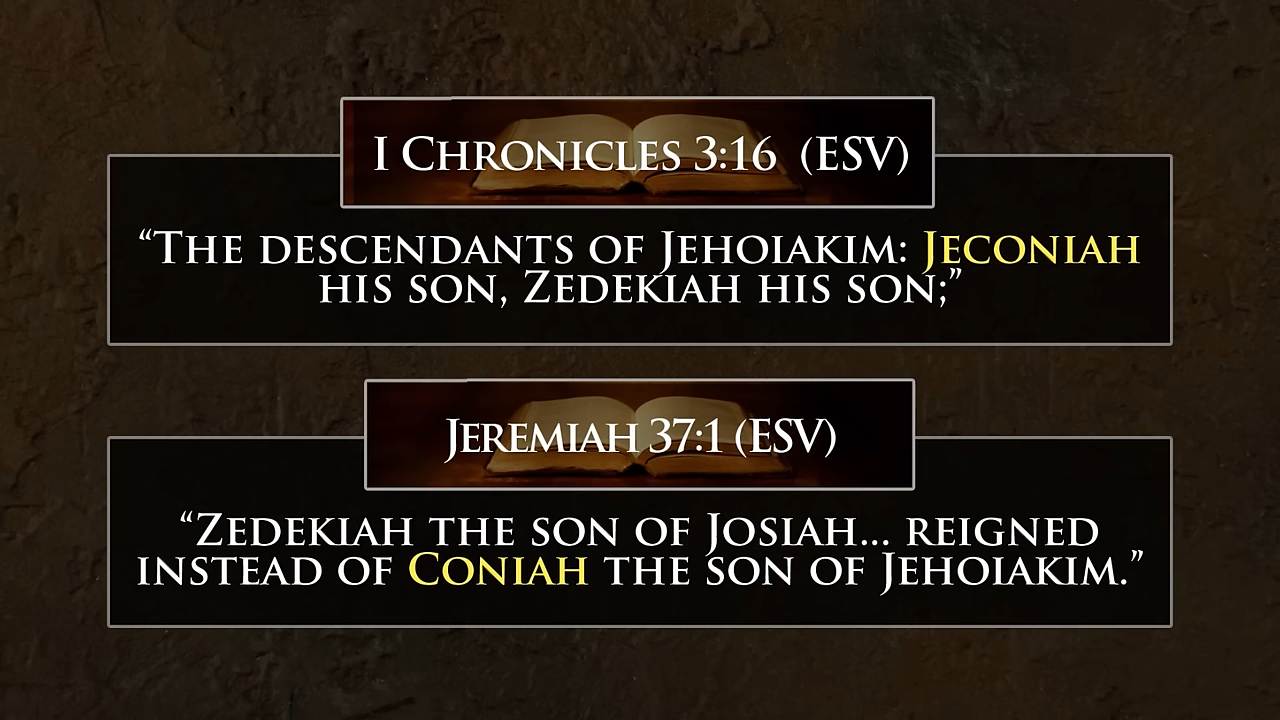 I Chronicles 3:16 (ESV)
“The descendants of Jehoiakim: Jeconiah
his son, Zedekiah his son;”
Jeremiah 37:1 (ESV)
“Zedekiah the son of Josiah... reigned
instead of Coniah the son of Jehoiakim.”